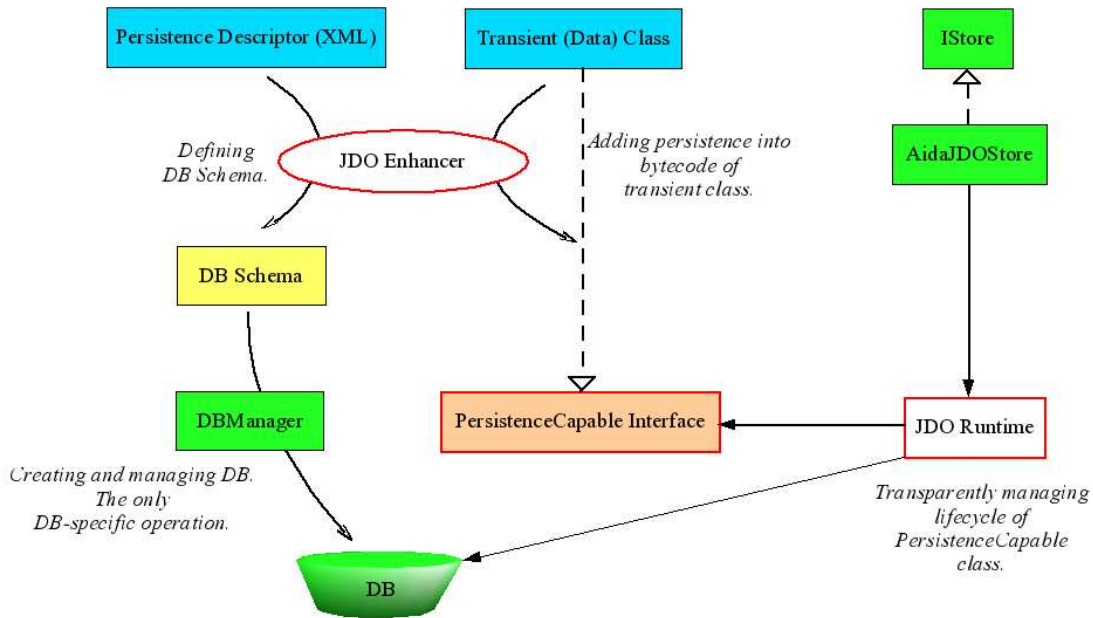 Persistence Descriptor (XML)
Transient (Data) Class
IStore
Defining
DB Schema.
JDO Enhancer
Adding persistence into
bytecode of
transient class.
AidaJDOStore
DB Schema
DBManager
PersistenceCapable Interface
JDO Runtime
Creating and managing DB.
The only
DB-specific operation.
Transparently managing
lifecycle of
PersistenceCapable
class.
DB